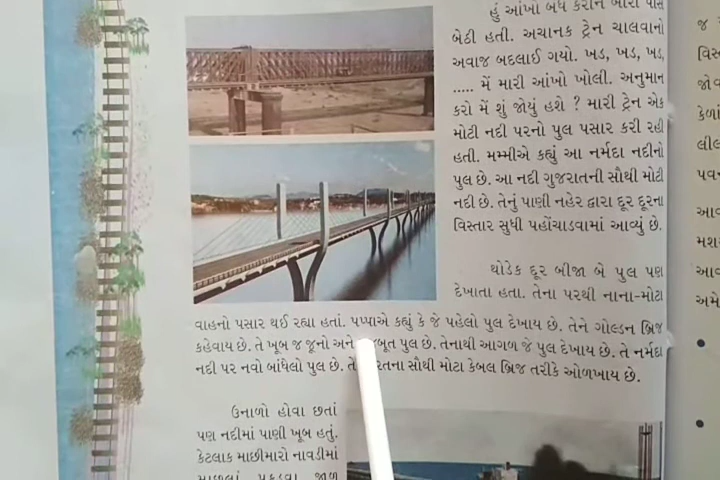 હું આંખો બંધ કરીને બારી પાસે
બેઠી હતી. અચાનક ટ્રેન ચાલવાનો
અવાજ બદલાઈ ગયો. ખડ, ખડ, ખડ,
..... મેં મારી આંખો ખોલી. અનુમાન
કરો મેં શું જોયું હશે ? મારી ટ્રેન એક
મોટી નદી પરનો પુલ પસાર કરી રહી
હતી. મમ્મીએ કહ્યું આ નર્મદા નદીનો
પુલ છે. આ નદી ગુજરાતની સૌથી મોટી
નદી છે. તેનું પાણી નહેર દ્વારા દૂર દૂરના
વિસ્તાર સુધી પહોંચાડવામાં આવ્યું છે.
થોડેક દૂર બીજા બે પુલ પણ
દેખાતા હતા. તેના પરથી નાના-મોટા
વાહનો પસાર થઈ રહ્યા હતાં. પપ્પાએ કહ્યું કે જે પહેલો પુલ દેખાય છે. તેને ગોલ્ડન બ્રિજ
કહેવાય છે. તે ખૂબ જ જૂનો અને પુલ છે. તેનાથી આગળ જે પુલ દેખાય છે. તે નર્મદા
નદી પર નવો બાંધેલો પુલ છે. સૌથી મોટા કેબલ બ્રિજ તરીકે ઓળખાય છે.
ઉનાળો હોવા છતાં
પણ નદીમાં પાણી ખૂબ હતું.
કેટલાક માછીમારો નાવડીમાં